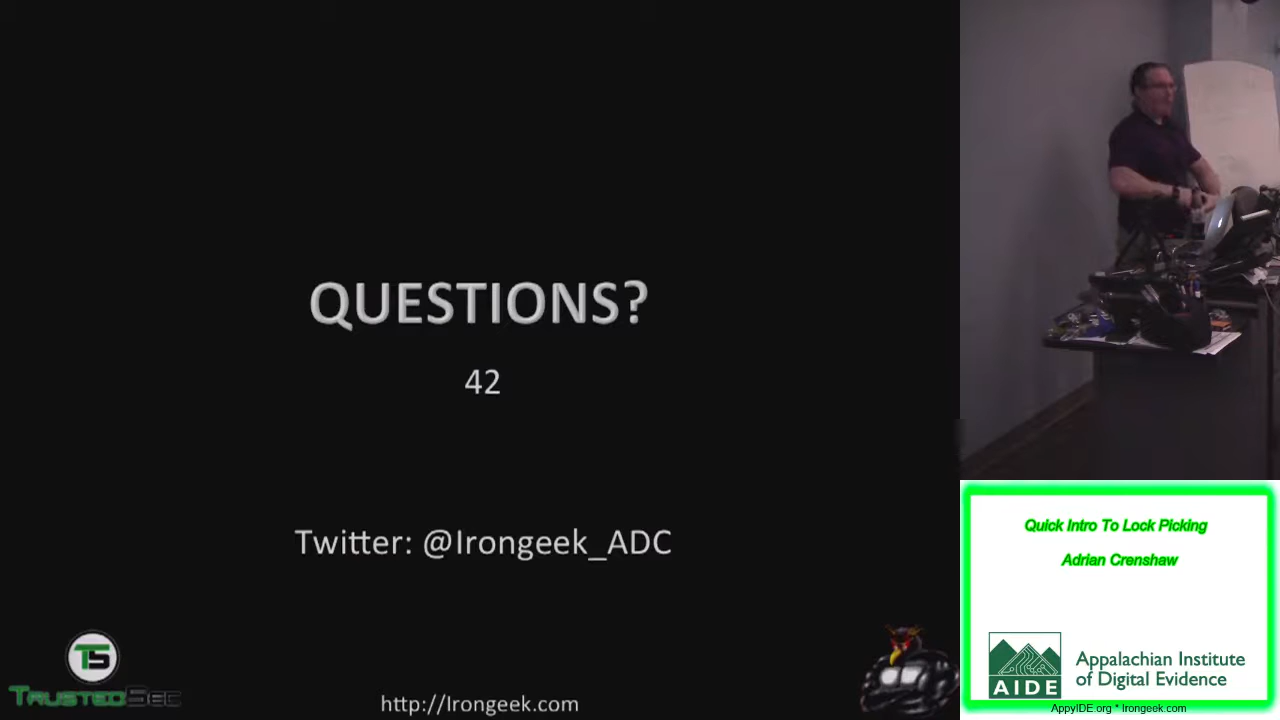 QUESTIONS?
42
Twitter: @Irongeek_ADC
TS
TRUSTEDSEC
http://Irongeek.com
Quick Intro To Lock Picking
Adrian Crenshaw
AIDE
Appalachian Institute
of Digital Evidence
AppyIDE.org * Irongeek.com